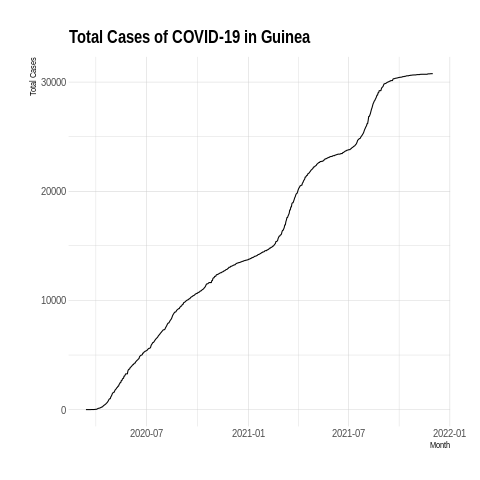 Total Cases of COVID-19 in Guinea
Total Cases
30000
20000
10000
0
2020-07 2021-01 2021-07 2022-01
Month